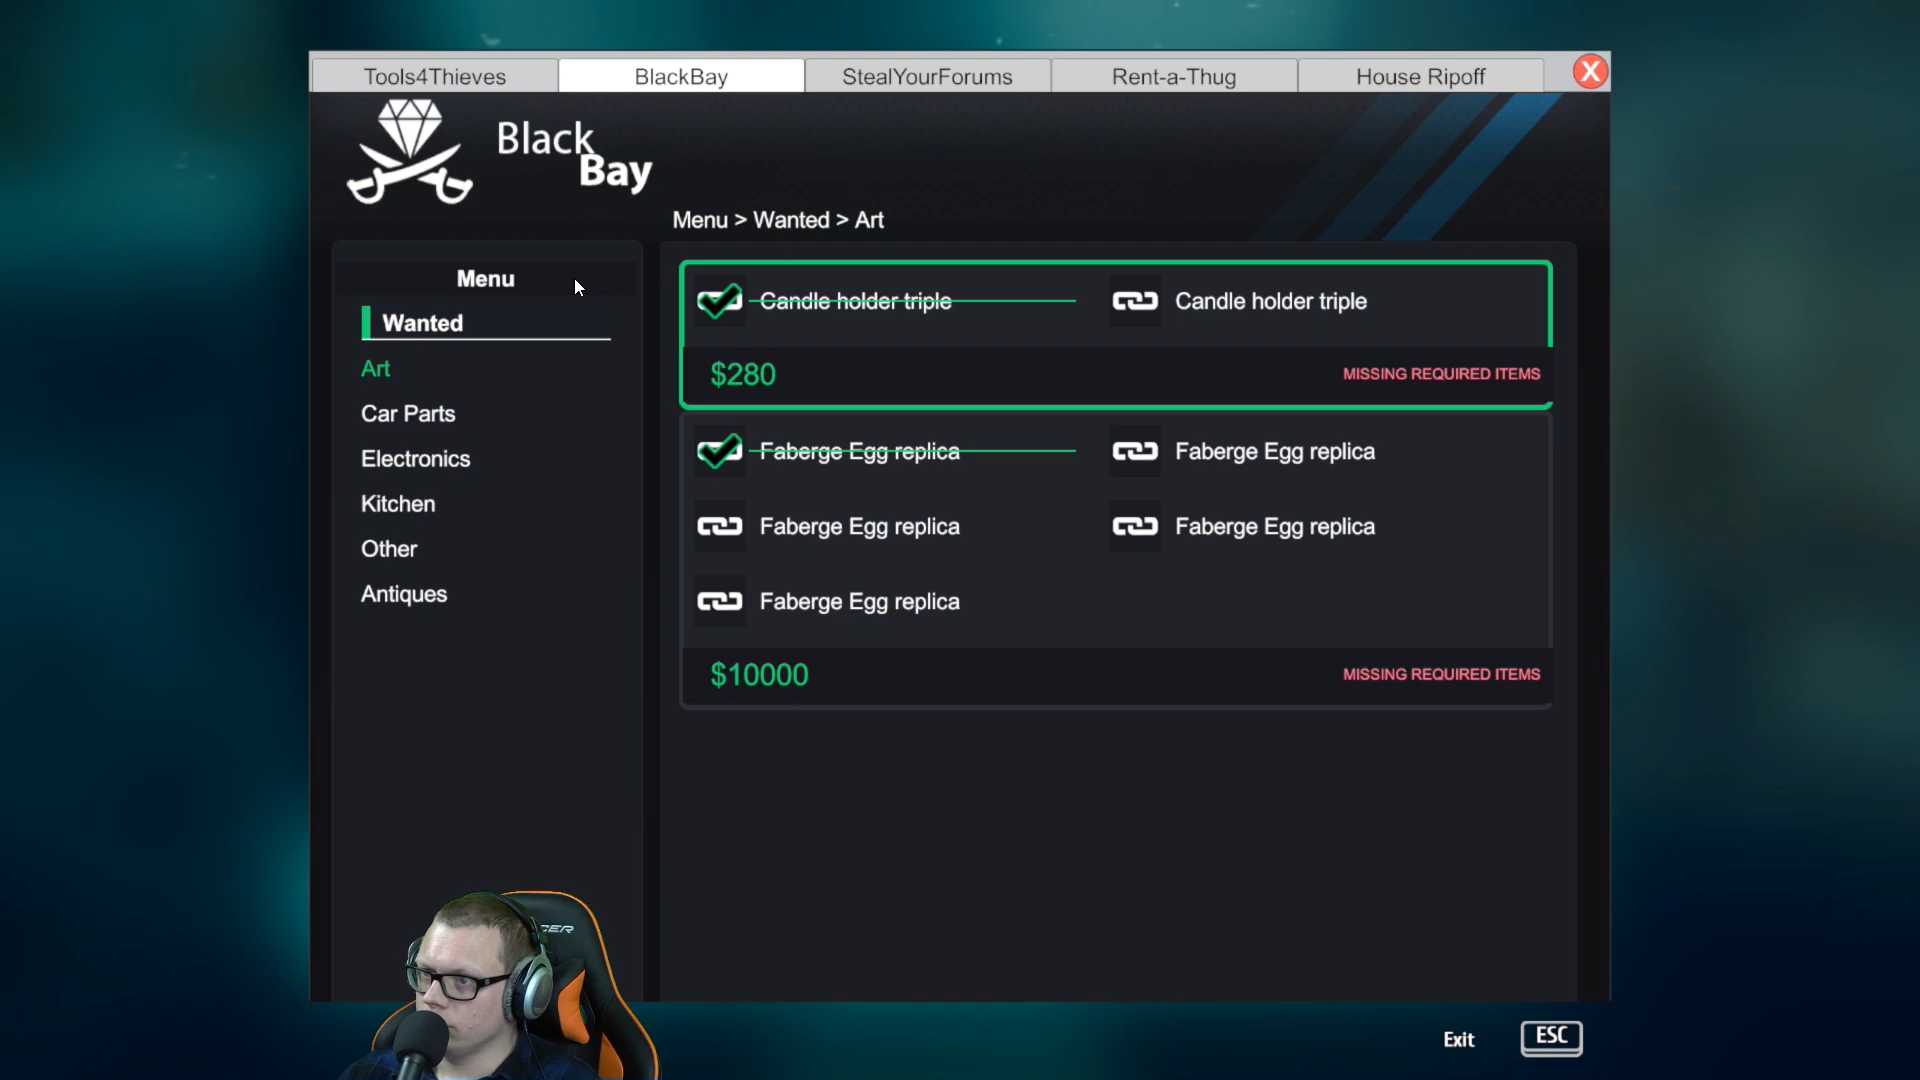 Tools4Thieves
BlackBay
StealYourForums
Rent-a-Thug
House Ripoff
X
Black
Bay
Menu > Wanted > Art
Menu
Wanted
Art
Car Parts
Electronics
Kitchen
Other
Antiques
Candle holder triple
Candle holder triple
$280
MISSING REQUIRED ITEMS
Faberge Egg replica
Faberge Egg replica
Faberge Egg replica
Faberge Egg replica
Faberge Egg replica
$10000
MISSING REQUIRED ITEMS
Exit
ESC